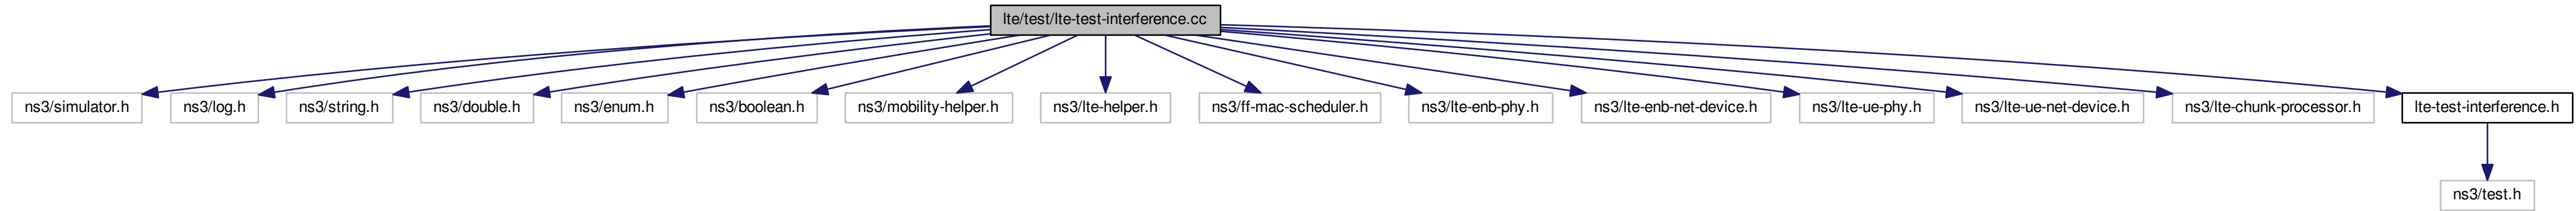 lte/test/lte-test-interference.cc
ns3/simulator.h
ns3/log.h
ns3/string.h
ns3/double.h
ns3/enum.h
ns3/boolean.h
ns3/mobility-helper.h
ns3/lte-helper.h
ns3/ff-mac-scheduler.h
ns3/lte-enb-phy.h
ns3/lte-enb-net-device.h
ns3/lte-ue-phy.h
ns3/lte-ue-net-device.h
ns3/lte-chunk-processor.h
lte-test-interference.h
ns3/test.h